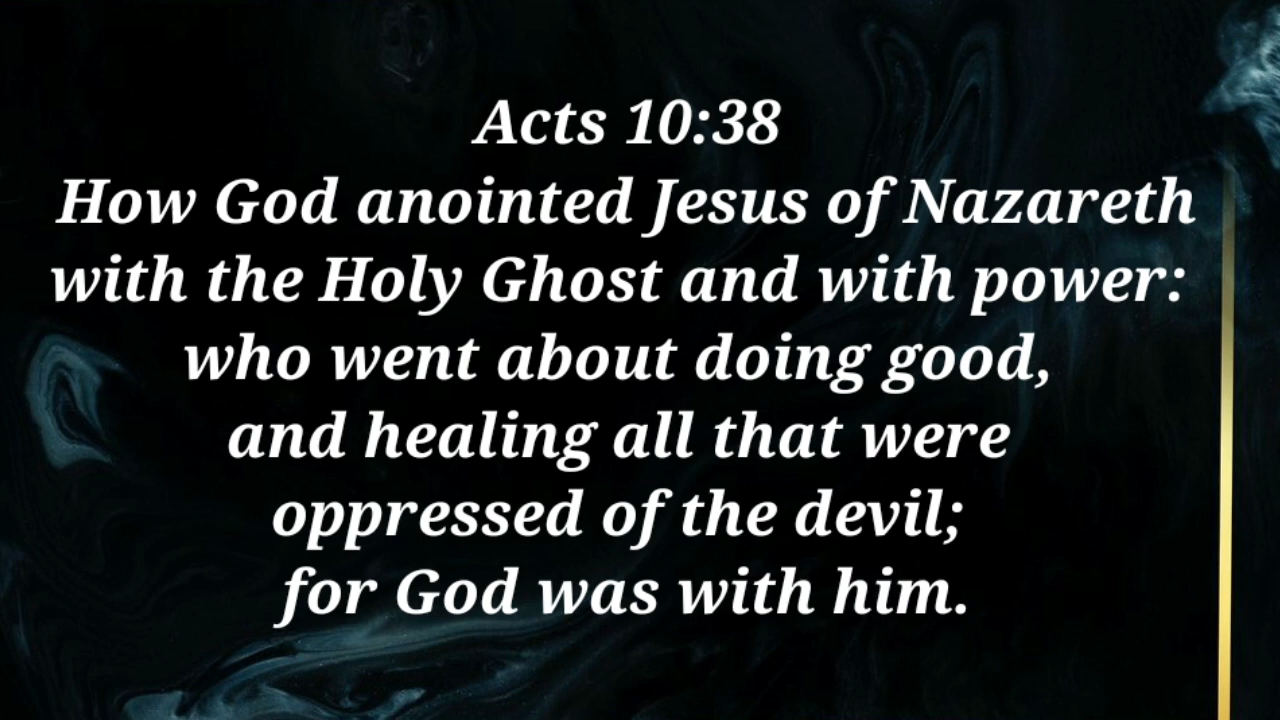 Acts 10:38
How God anointed Jesus of Nazareth
with the Holy Ghost and with power:
who went about doing good,
and healing all that were
oppressed of the devil;
for God was with him.